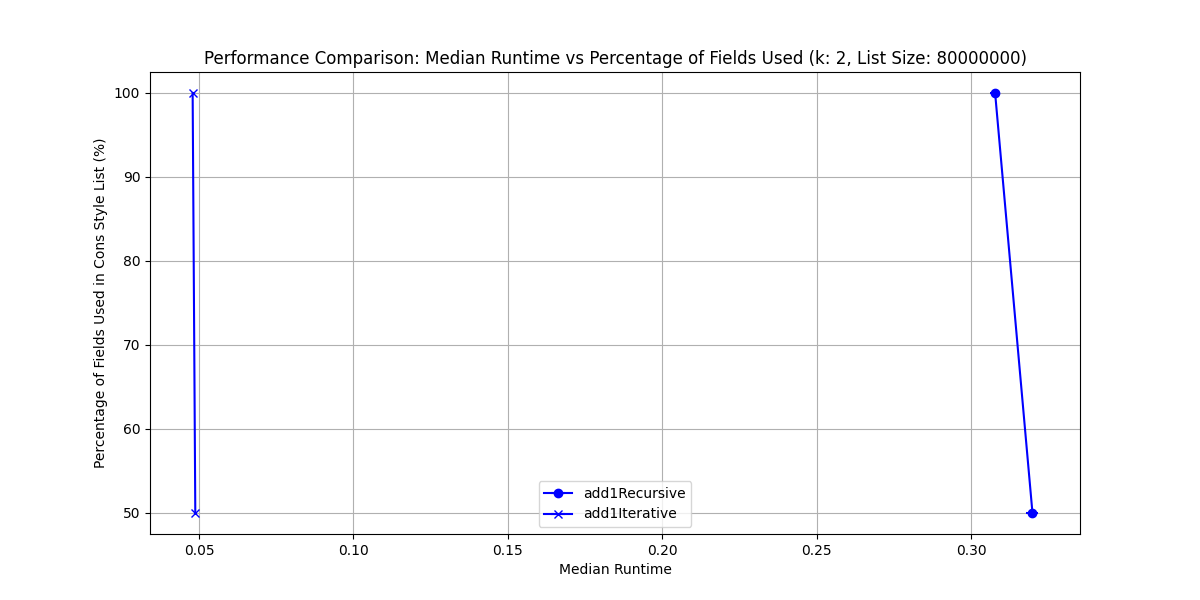 Performance Comparison: Median Runtime vs Percentage of Fields Used (k: 2, List Size: 80000000)
Percentage of Fields Used in Cons Style List (%)
100
90
80
70
60
50
add1Recursive
add1Iterative
0.05 0.10 0.15 0.20 0.25 0.30
Median Runtime